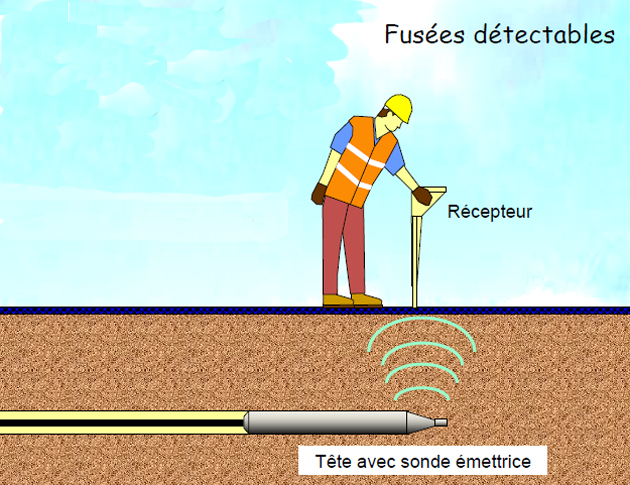 Fusées détectables
Récepteur
Tête avec sonde émettrice